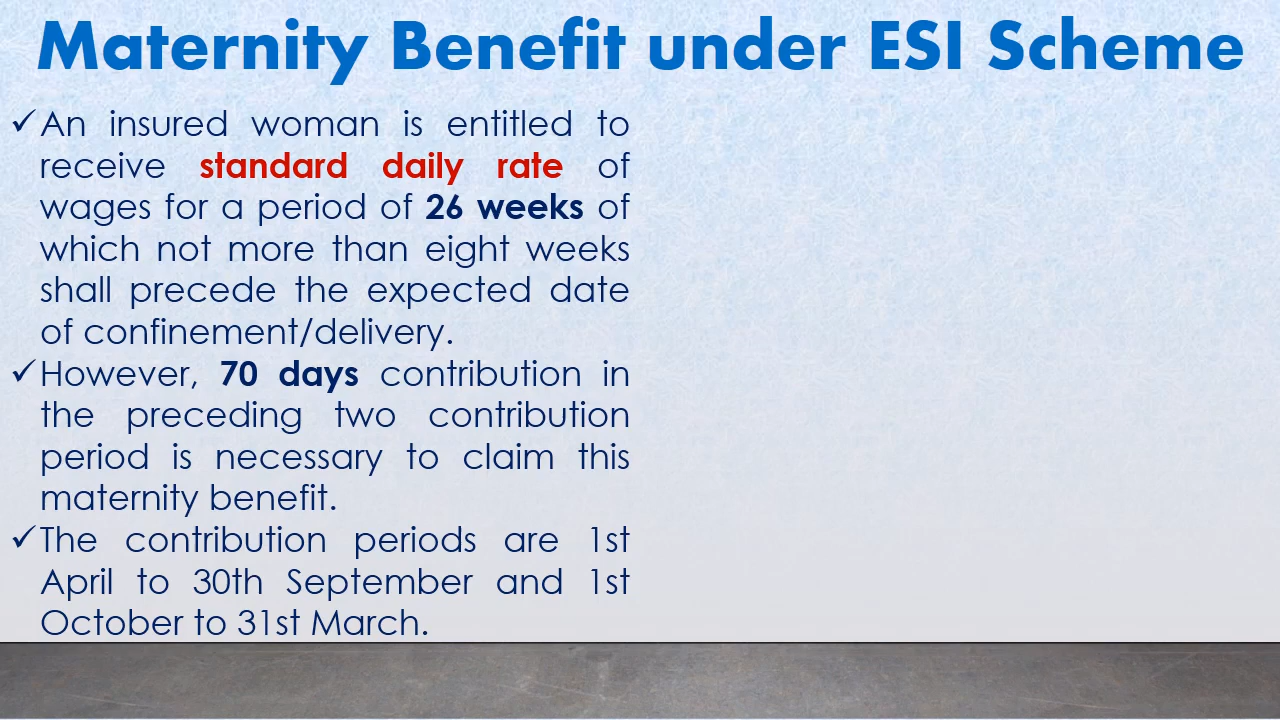 Maternity Benefit under ESI Scheme
✓An insured woman is entitled to
receive standard daily rate of
wages for a period of 26 weeks of
which not more than eight weeks
shall precede the expected date
of confinement/delivery.
✓However, 70 days contribution in
the preceding two contribution
period is necessary to claim this
maternity benefit.
✓The contribution periods are 1st
April to 30th September and 1st
October to 31st March.